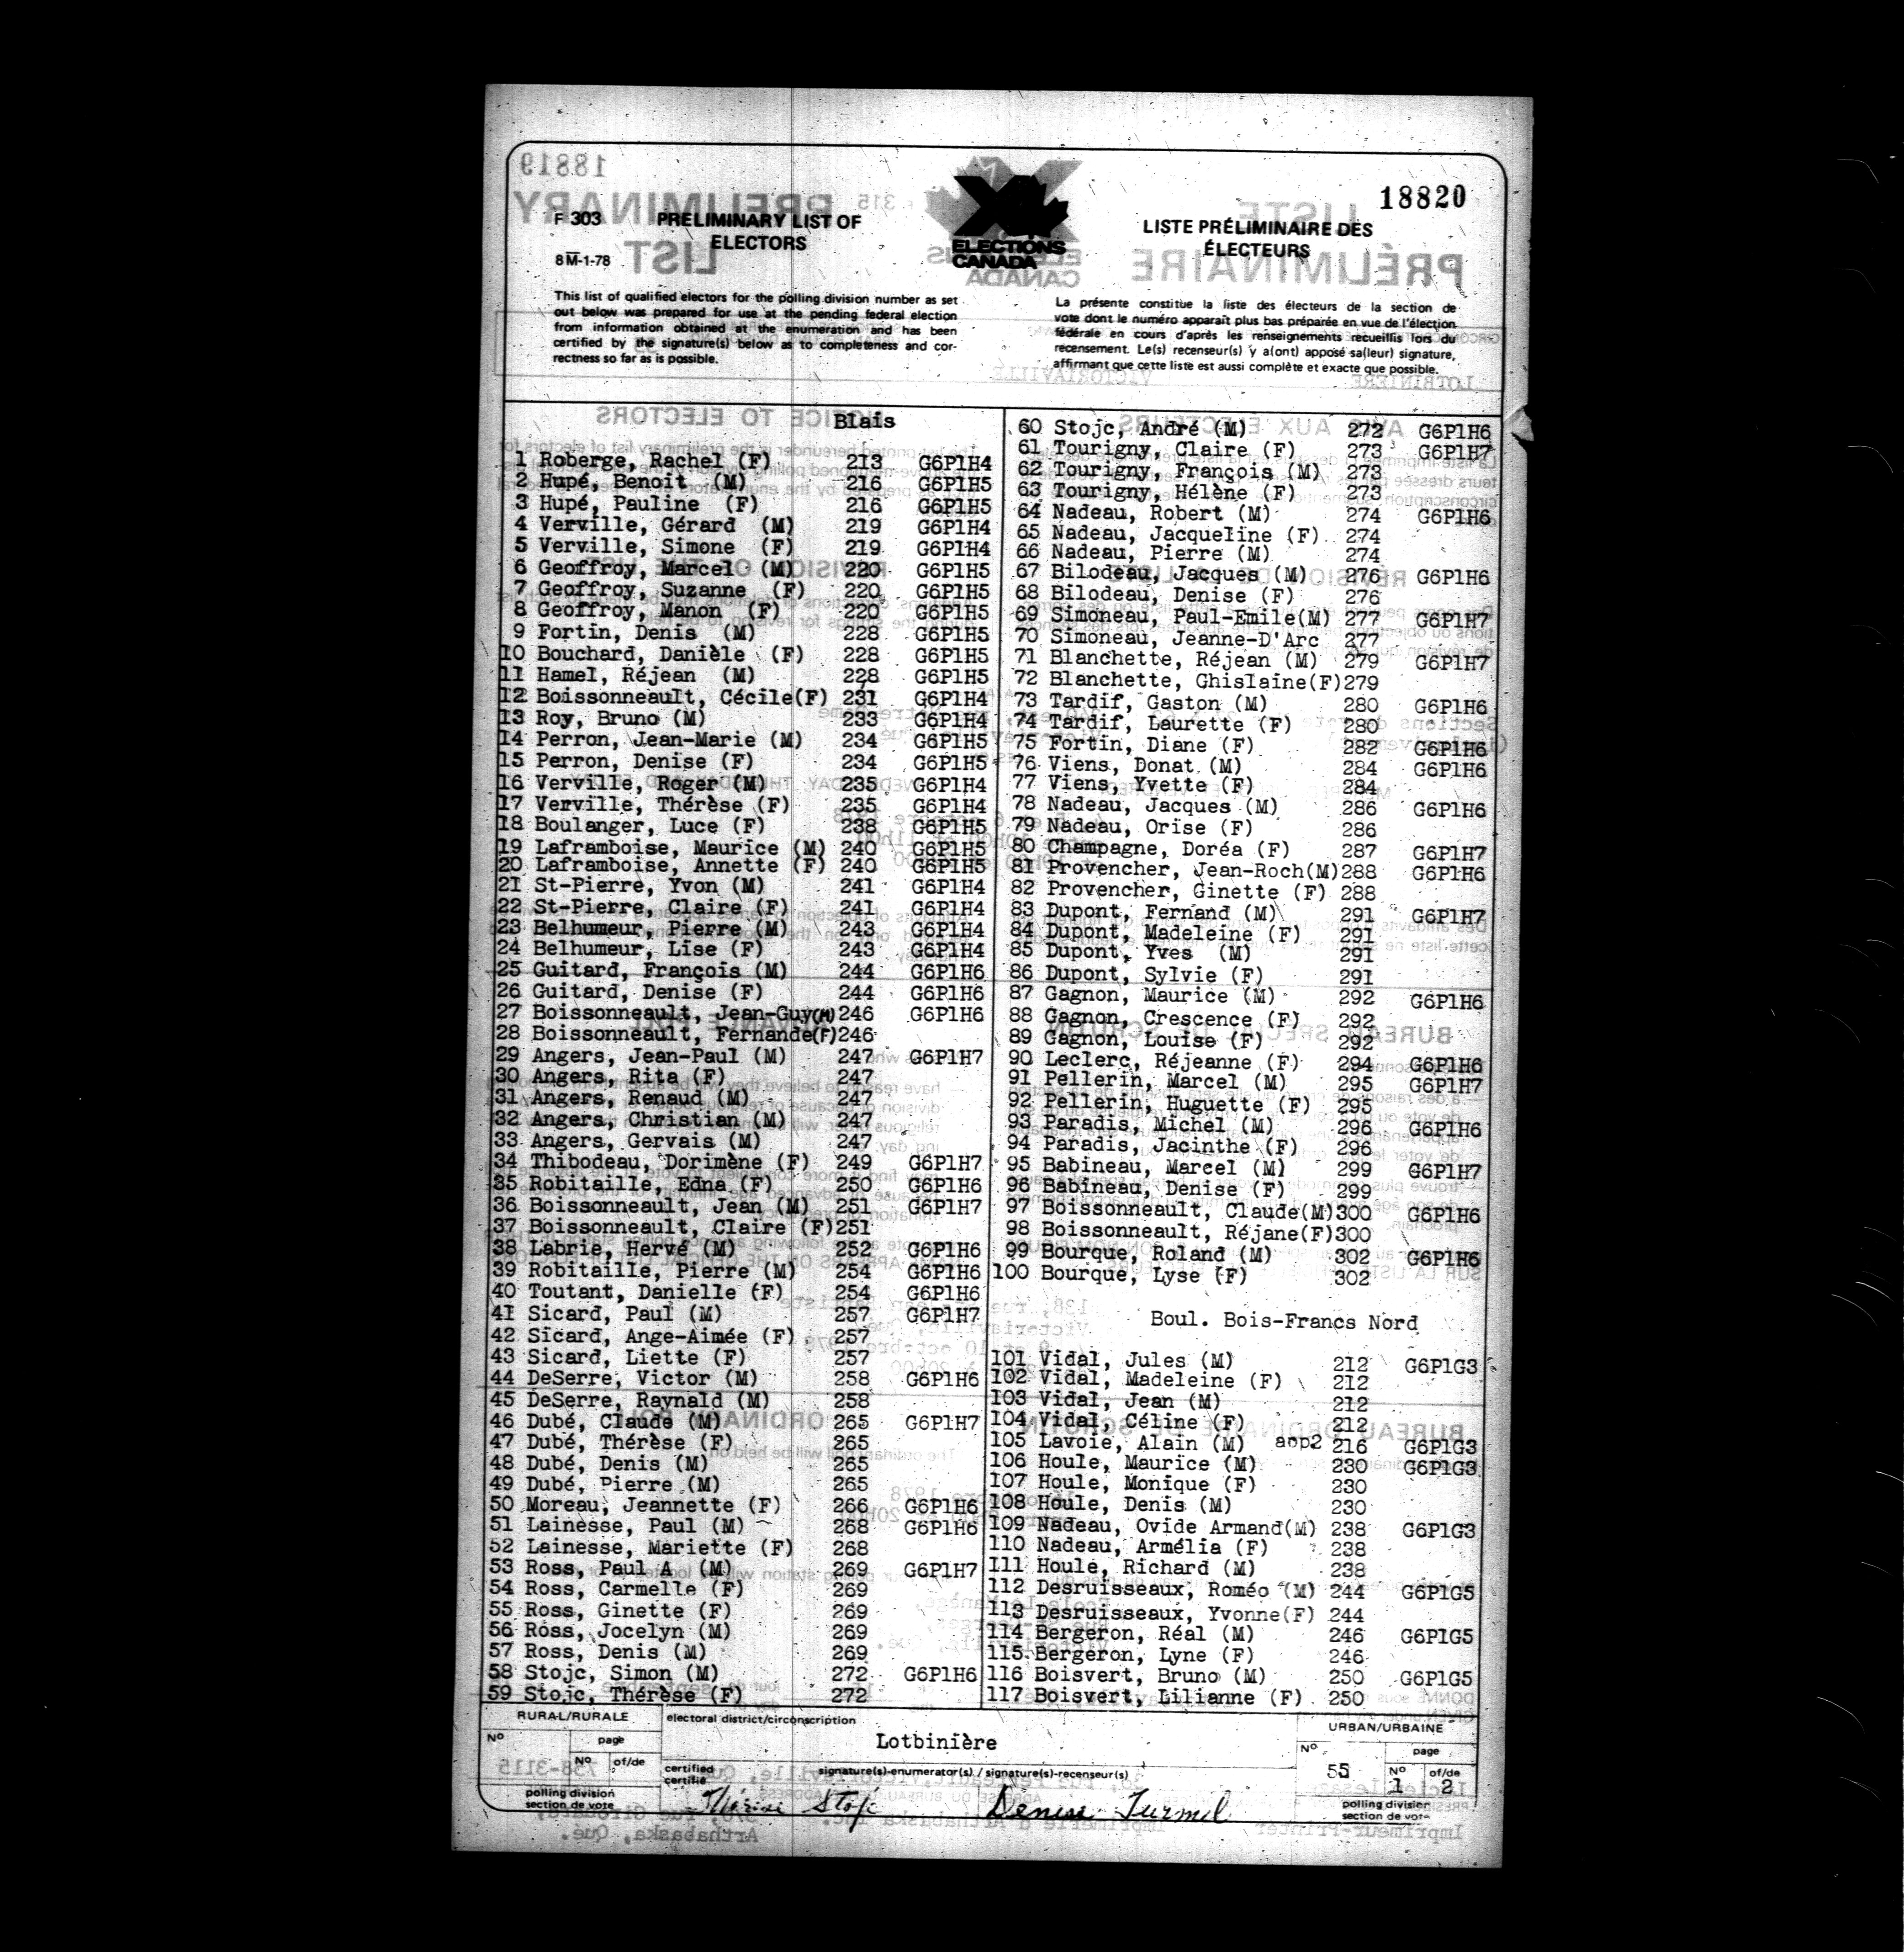 18820
F 303
PRELIMINARY LIST OF
ELECTORS
8 M-1-78
ELECTIONS
CANADA
LISTE PRÉLIMINAIRE DES
ÉLECTEURS
This list of qualified electors for the polling division number as set
out below was prepared for use at the pending federal election
from information obtained at the enumeration and has been
certified by the signature(s) below as to completeness and cor-
rectness so far as is possible.
La présente constitue la liste des électeurs de la section de
vote dont le numéro apparaît plus bas préparée en vue de l'élection
fédérale en cours d'après les renseignements recueillis lors du
recensement. Le(s) recenseur(s) y a(ont) apposé sa(leur) signature,
affirmant que cette liste est aussi complète et exacte que possible.
Blais
1 Roberge, Rachel (F) 213 G6P1H4
2 Hupé, Benoit (M) 216 G6P1H5
3 Hupé, Pauline (F) 216 G6P1H5
4 Verville, Gérard (M) 219 G6P1H4
5 Verville, Simone (F) 219 G6P1H4
6 Geoffroy, Marcel (M) 220 G6P1H5
7 Geoffroy, Suzanne (F) 220 G6P1H5
8 Geoffroy, Manon (F) 220 G6P1H5
9 Fortin, Denis (M) 228 G6P1H5
10 Bouchard, Danièle (F) 228 G6P1H5
11 Hamel, Réjean (M) 228 G6P1H5
12 Boissonneault, Cécile(F) 231 G6P1H4
13 Roy, Bruno (M) 233 G6P1H4
14 Perron, Jean-Marie (M) 234 G6P1H5
15 Perron, Denise (F) 234 G6P1H5
16 Verville, Roger (M) 235 G6P1H4
17 Verville, Thérèse (F) 235 G6P1H4
18 Boulanger, Luce (F) 238 G6P1H5
19 Laframboise, Maurice (M) 240 G6P1H5
20 Laframboise, Annette (F) 240 G6P1H5
21 St-Pierre, Yvon (M) 241 G6P1H4
22 St-Pierre, Claire (F) 241 G6P1H4
23 Belhumeur, Pierre (M) 243 G6P1H4
24 Belhumeur, Lise (F) 243 G6P1H4
25 Guitard, François (M) 244 G6P1H6
26 Guitard, Denise (F) 244 G6P1H6
27 Boissonneault, Jean-Guy(M) 246 G6P1H6
28 Boissonneault, Fernande(F) 246
29 Angers, Jean-Paul (M) 247 G6P1H7
30 Angers, Rita (F) 247
31 Angers, Renaud (M) 247
32 Angers, Christian (M) 247
33 Angers, Gervais (M) 247
34 Thibodeau, Dorimène (F) 249 G6P1H7
35 Robitaille, Edna (F) 250 G6P1H6
36 Boissonneault, Jean (M) 251 G6P1H7
37 Boissonneault, Claire (F) 251
38 Labrie, Hervé (M) 252 G6P1H6
39 Robitaille, Pierre (M) 254 G6P1H6
40 Toutant, Danielle (F) 254 G6P1H6
41 Sicard, Paul (M) 257 G6P1H7
42 Sicard, Ange-Aimée (F) 257
43 Sicard, Liette (F) 257
44 DeSerre, Victor (M) 258 G6P1H6
45 DeSerre, Raynald (M) 258
46 Dubé, Claude (M) 265 G6P1H7
47 Dubé, Thérèse (F) 265
48 Dubé, Denis (M) 265
49 Dubé, Pierre (M) 265
50 Moreau, Jeannette (F) 266 G6P1H6
51 Lainesse, Paul (M) 268 G6P1H6
52 Lainesse, Mariette (F) 268
53 Ross, Paul A (M) 269 G6P1H7
54 Ross, Carmelle (F) 269
55 Ross, Ginette (F) 269
56 Ross, Jocelyn (M) 269
57 Ross, Denis (M) 269
58 Stojc, Simon (M) 272 G6P1H6
59 Stojc, Thérèse (F) 272
60 Stojc, André (M) 272 G6P1H6
61 Tourigny, Claire (F) 273 G6P1H7
62 Tourigny, François (M) 273
63 Tourigny, Hélène (F) 273
64 Nadeau, Robert (M) 274 G6P1H6
65 Nadeau, Jacqueline (F) 274
66 Nadeau, Pierre (M) 274
67 Bilodeau, Jacques (M) 276 G6P1H6
68 Bilodeau, Denise (F) 276
69 Simoneau, Paul-Emile(M) 277 G6P1H7
70 Simoneau, Jeanne-D'Arc 277
71 Blanchette, Réjean (M) 279 G6P1H7
72 Blanchette, Ghislaine(F) 279
73 Tardif, Gaston (M) 280 G6P1H6
74 Tardif, Laurette (F) 280
75 Fortin, Diane (F) 282 G6P1H6
76 Viens, Donat (M) 284 G6P1H6
77 Viens, Yvette (F) 284
78 Nadeau, Jacques (M) 286 G6P1H6
79 Nadeau, Orise (F) 286
80 Champagne, Doréa (F) 287 G6P1H7
81 Provencher, Jean-Roch(M) 288 G6P1H6
82 Provencher, Ginette (F) 288
83 Dupont, Fernand (M) 291 G6P1H7
84 Dupont, Madeleine (F) 291
85 Dupont, Yves (M) 291
86 Dupont, Sylvie (F) 291
87 Gagnon, Maurice (M) 292 G6P1H6
88 Gagnon, Crescence (F) 292
89 Gagnon, Louise (F) 292
90 Leclerc, Réjeanne (F) 294 G6P1H6
91 Pellerin, Marcel (M) 295 G6P1H7
92 Pellerin, Huguette (F) 295
93 Paradis, Michel (M) 296 G6P1H6
94 Paradis, Jacinthe (F) 296
95 Babineau, Marcel (M) 299 G6P1H7
96 Babineau, Denise (F) 299
97 Boissonneault, Claude(M) 300 G6P1H6
98 Boissonneault, Réjane(F) 300
99 Bourque, Roland (M) 302 G6P1H6
100 Bourque, Lyse (F) 302
Boul. Bois-Francs Nord
101 Vidal, Jules (M) 212 G6P1G3
102 Vidal, Madeleine (F) 212
103 Vidal, Jean (M) 212
104 Vidal, Céline (F) 212
105 Lavoie, Alain (M) app2 216 G6P1G3
106 Houle, Maurice (M) 230 G6P1G3
107 Houle, Monique (F) 230
108 Houle, Denis (M) 230
109 Nadeau, Ovide Armand(M) 238 G6P1G3
110 Nadeau, Armélia (F) 238
111 Houle, Richard (M) 238
112 Desruisseaux, Roméo (M) 244 G6P1G5
113 Desruisseaux, Yvonne(F) 244
114 Bergeron, Réal (M) 246 G6P1G5
115 Bergeron, Lyne (F) 246
116 Boisvert, Bruno (M) 250 G6P1G5
117 Boisvert, Lilianne (F) 250
RURAL/RURALE
No
page
No of/de
polling division
section de vote
electoral district/circonscription
Lotbinière
certified
certifié
signature(s)-enumerator(s) / signature(s)-recenseur(s)
Thérèse Stojc
Denise Turmel
URBAN/URBAINE
No
55
page
No of/de
1 2
polling division
section de vote